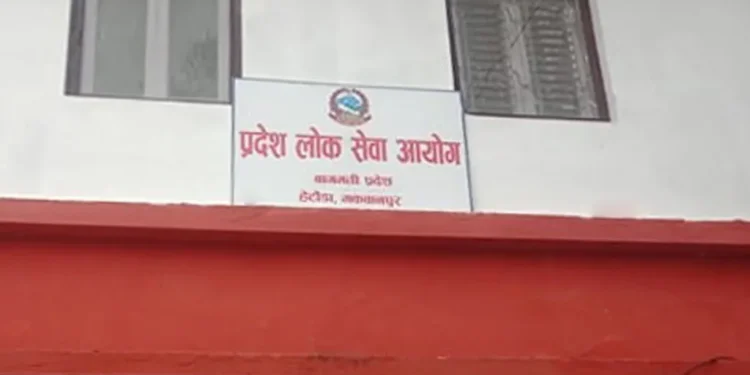 प्रदेश लोक सेवा आयोग
बागमती प्रदेश
हेटौंडा, मकवानपुर